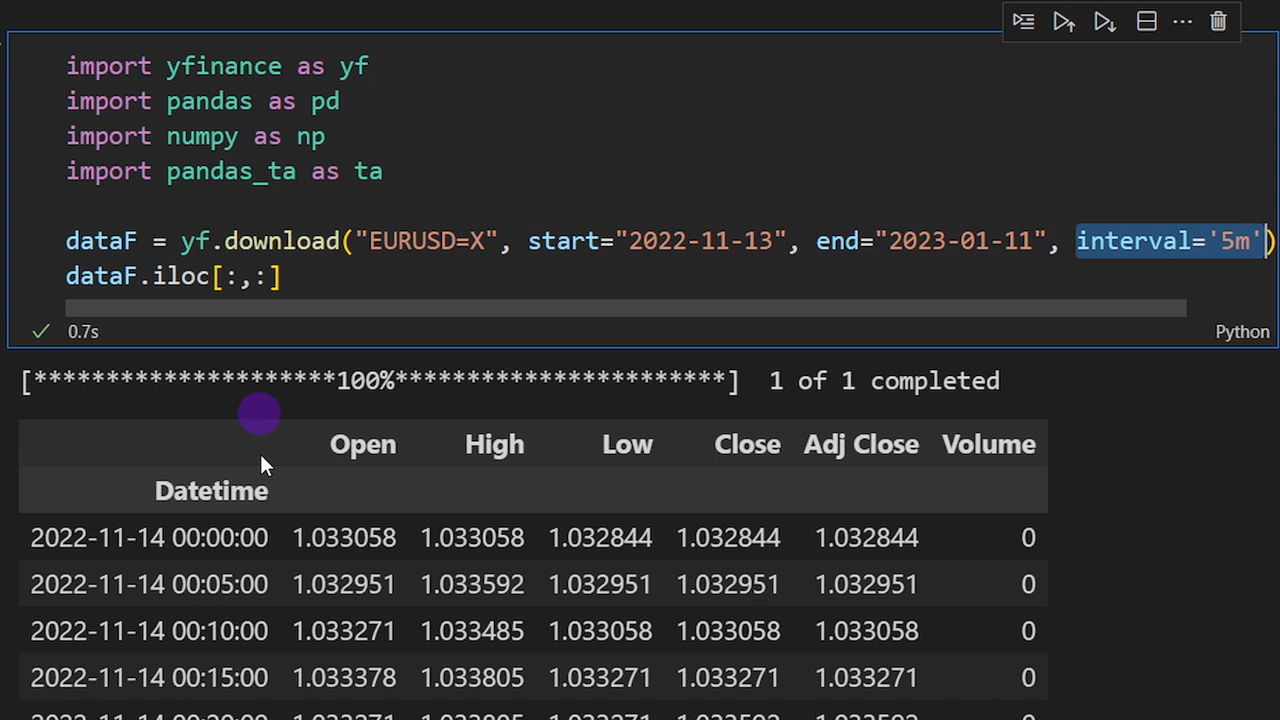 import yfinance as yf
import pandas as pd
import numpy as np
import pandas_ta as ta
dataF = yf.download("EURUSD=X", start="2022-11-13", end="2023-01-11", interval='5m')
dataF.iloc[:,:]
0.7s Python
[*********************100%***********************] 1 of 1 completed
Open High Low Close Adj Close Volume
Datetime
2022-11-14 00:00:00 1.033058 1.033058 1.032844 1.032844 1.032844 0
2022-11-14 00:05:00 1.032951 1.033592 1.032951 1.032951 1.032951 0
2022-11-14 00:10:00 1.033271 1.033485 1.033058 1.033058 1.033058 0
2022-11-14 00:15:00 1.033378 1.033805 1.033271 1.033271 1.033271 0